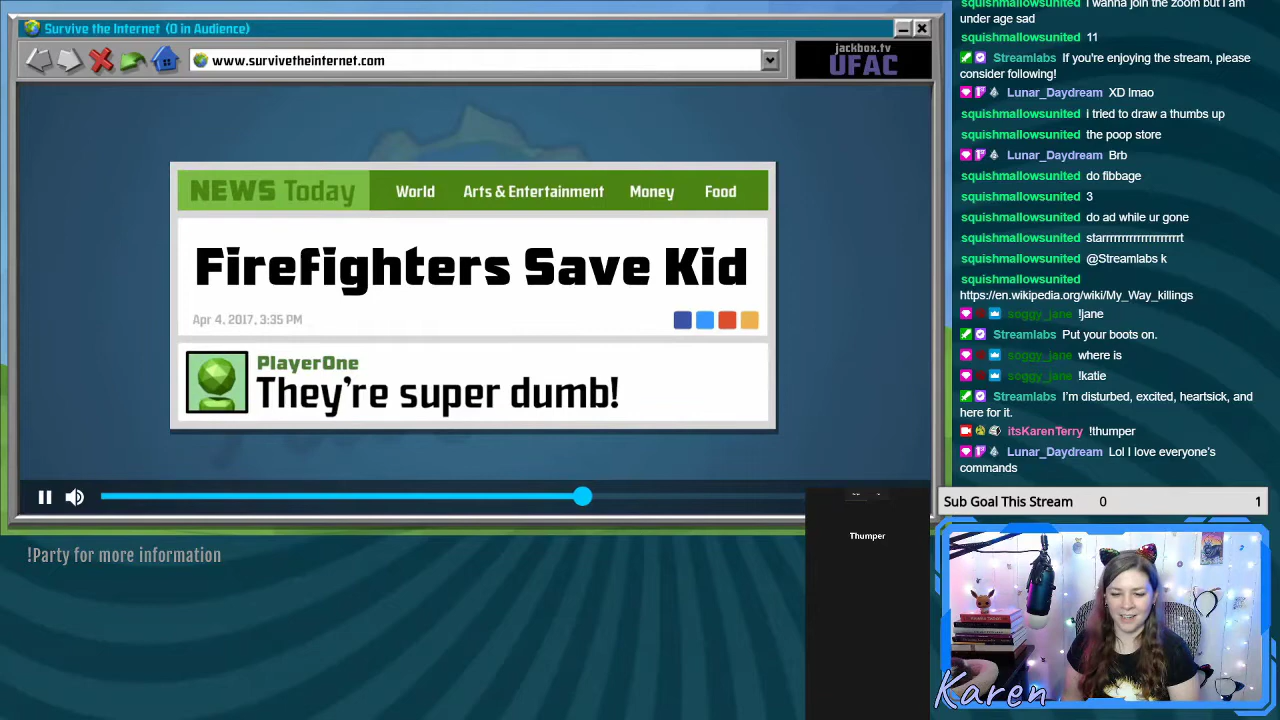 Survive the Internet (0 in Audience)
www.survivetheinternet.com
jackbox.tv
UFAC
NEWS Today
World
Arts & Entertainment
Money
Food
Firefighters Save Kid
Apr 4, 2017, 3:35 PM
PlayerOne
They're super dumb!
!Party for more information
Thumper
squishmallowsunited I wanna join the zoom but I am
under age sad
squishmallowsunited 11
Streamlabs If you're enjoying the stream, please
consider following!
Lunar_Daydream XD lmao
squishmallowsunited i tried to draw a thumbs up
squishmallowsunited the poop store
Lunar_Daydream Brb
squishmallowsunited do fibbage
squishmallowsunited 3
squishmallowsunited do ad while ur gone
squishmallowsunited starrrrrrrrrrrrrrrrrrt
squishmallowsunited @Streamlabs k
squishmallowsunited
https://en.wikipedia.org/wiki/My_Way_killings
soggy_jane !jane
Streamlabs Put your boots on.
soggy_jane where is
soggy_jane !katie
Streamlabs I'm disturbed, excited, heartsick, and
here for it.
itsKarenTerry !thumper
Lunar_Daydream Lol I love everyone's
commands
Sub Goal This Stream 0 1
Karen